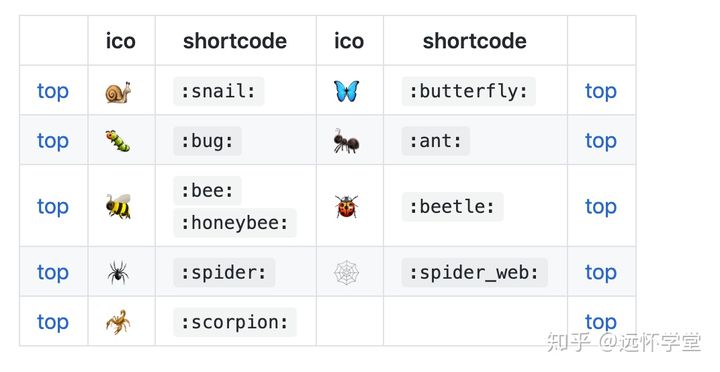 ico shortcode ico shortcode
top :snail: :butterfly: top
top :bug: :ant: top
top :bee: :honeybee: :beetle: top
top :spider: :spider_web: top
top :scorpion: top
知乎 @远怀学堂